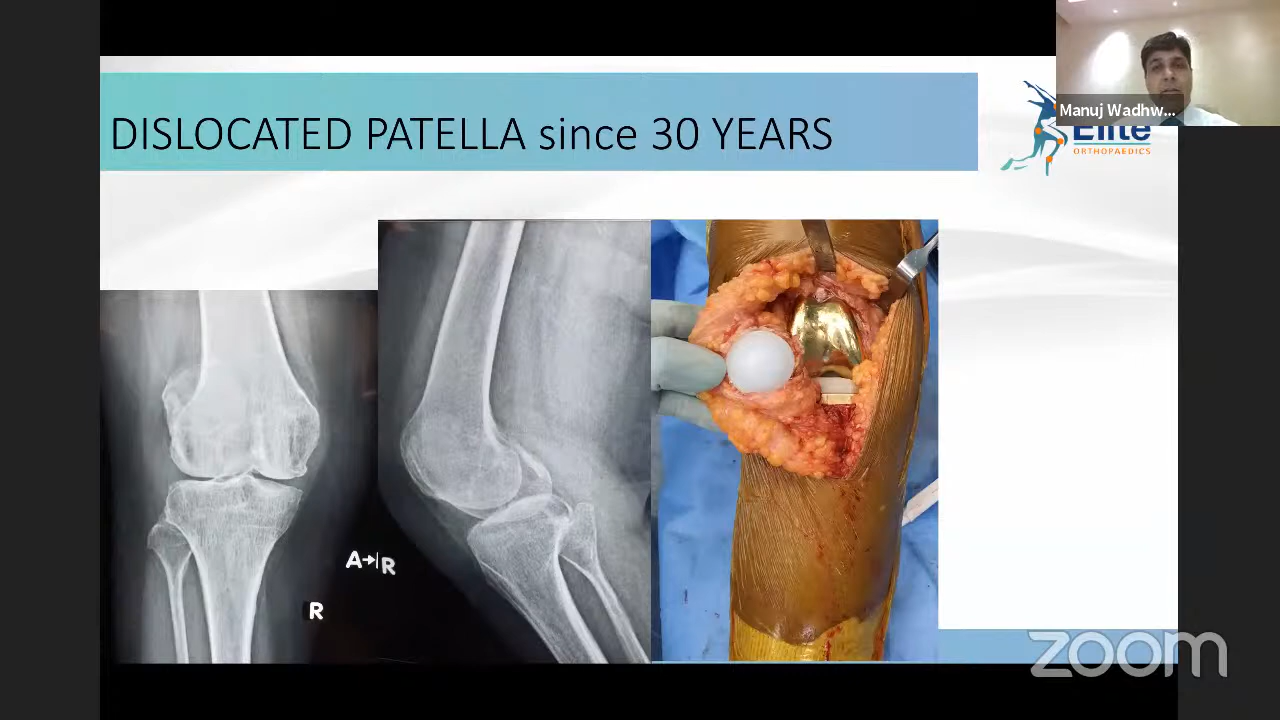 DISLOCATED PATELLA since 30 YEARS
Manuj Wadhw...
Elite
ORTHOPAEDICS
A→|R
R
zoom